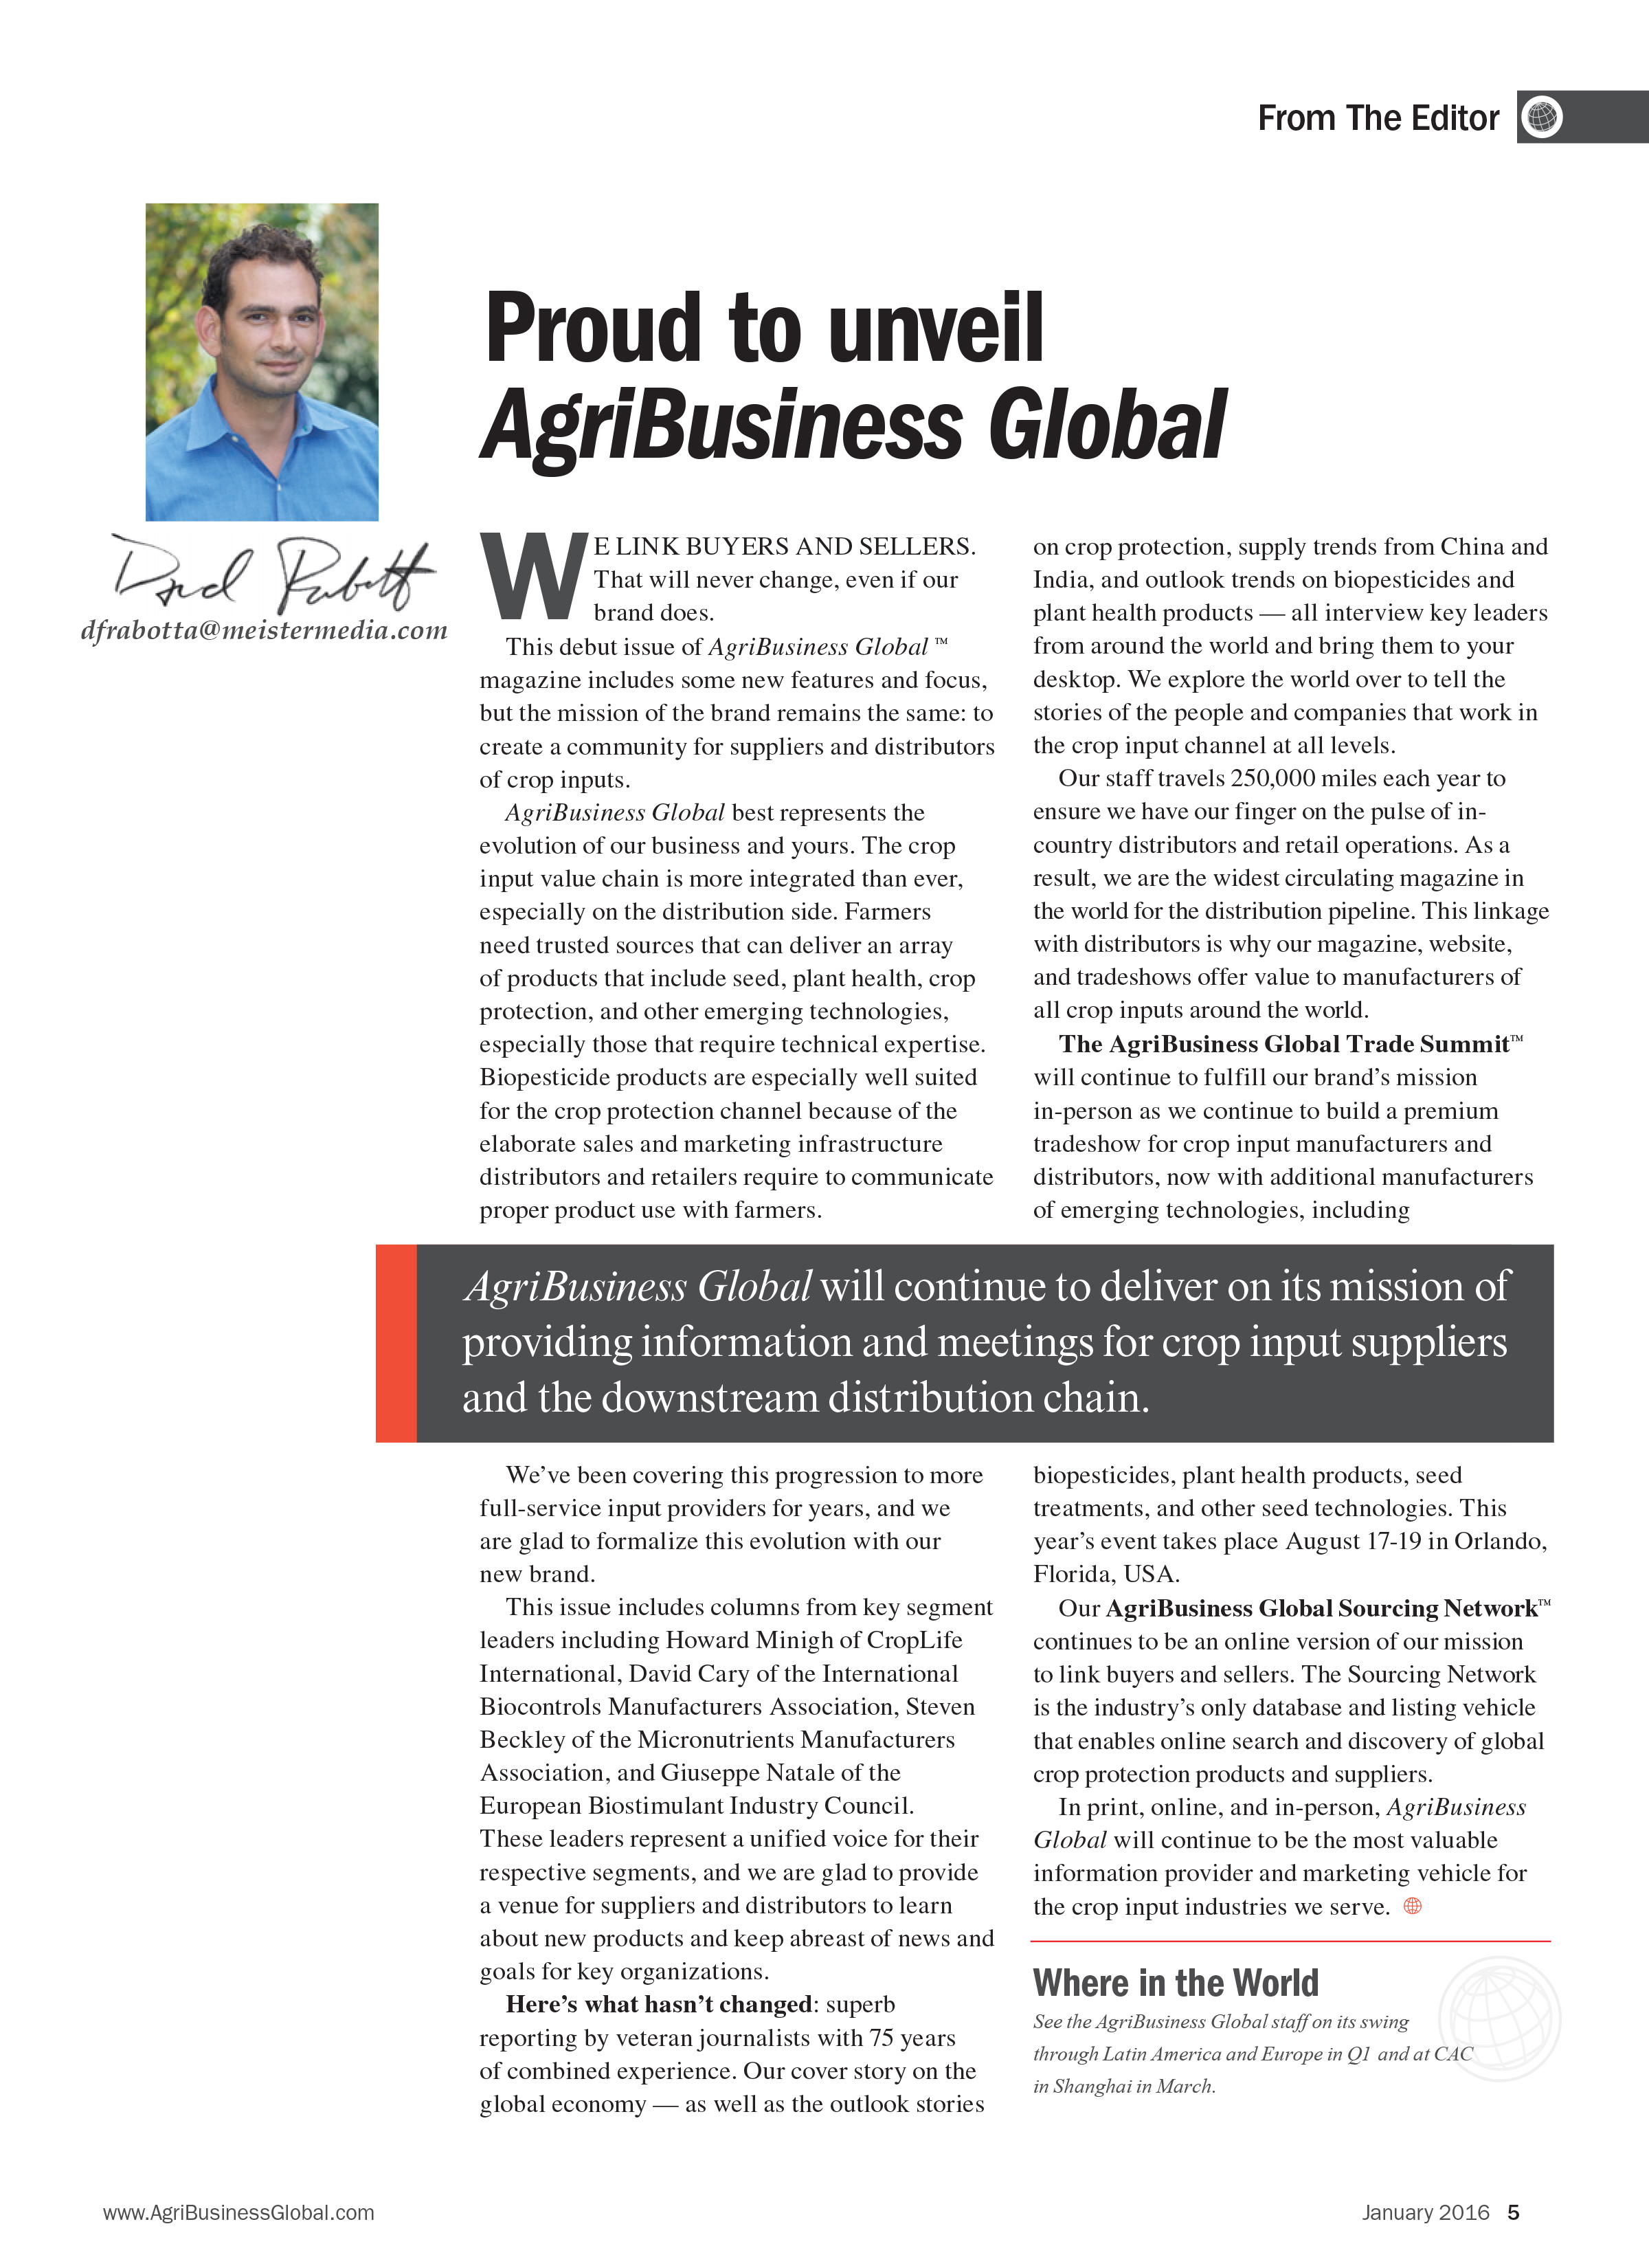 From The Editor
Proud to unveil
AgriBusiness Global
dfrabotta@meistermedia.com
WE LINK BUYERS AND SELLERS.
That will never change, even if our
brand does.
This debut issue of AgriBusiness Global ™
magazine includes some new features and focus,
but the mission of the brand remains the same: to
create a community for suppliers and distributors
of crop inputs.
AgriBusiness Global best represents the
evolution of our business and yours. The crop
input value chain is more integrated than ever,
especially on the distribution side. Farmers
need trusted sources that can deliver an array
of products that include seed, plant health, crop
protection, and other emerging technologies,
especially those that require technical expertise.
Biopesticide products are especially well suited
for the crop protection channel because of the
elaborate sales and marketing infrastructure
distributors and retailers require to communicate
proper product use with farmers.
We’ve been covering this progression to more
full-service input providers for years, and we
are glad to formalize this evolution with our
new brand.
This issue includes columns from key segment
leaders including Howard Minigh of CropLife
International, David Cary of the International
Biocontrols Manufacturers Association, Steven
Beckley of the Micronutrients Manufacturers
Association, and Giuseppe Natale of the
European Biostimulant Industry Council.
These leaders represent a unified voice for their
respective segments, and we are glad to provide
a venue for suppliers and distributors to learn
about new products and keep abreast of news and
goals for key organizations.
Here’s what hasn’t changed: superb
reporting by veteran journalists with 75 years
of combined experience. Our cover story on the
global economy — as well as the outlook stories
on crop protection, supply trends from China and
India, and outlook trends on biopesticides and
plant health products — all interview key leaders
from around the world and bring them to your
desktop. We explore the world over to tell the
stories of the people and companies that work in
the crop input channel at all levels.
Our staff travels 250,000 miles each year to
ensure we have our finger on the pulse of in-
country distributors and retail operations. As a
result, we are the widest circulating magazine in
the world for the distribution pipeline. This linkage
with distributors is why our magazine, website,
and tradeshows offer value to manufacturers of
all crop inputs around the world.
The AgriBusiness Global Trade Summit™
will continue to fulfill our brand’s mission
in-person as we continue to build a premium
tradeshow for crop input manufacturers and
distributors, now with additional manufacturers
of emerging technologies, including
biopesticides, plant health products, seed
treatments, and other seed technologies. This
year’s event takes place August 17-19 in Orlando,
Florida, USA.
Our AgriBusiness Global Sourcing Network™
continues to be an online version of our mission
to link buyers and sellers. The Sourcing Network
is the industry’s only database and listing vehicle
that enables online search and discovery of global
crop protection products and suppliers.
In print, online, and in-person, AgriBusiness
Global will continue to be the most valuable
information provider and marketing vehicle for
the crop input industries we serve.
AgriBusiness Global will continue to deliver on its mission of
providing information and meetings for crop input suppliers
and the downstream distribution chain.
Where in the World
See the AgriBusiness Global staff on its swing
through Latin America and Europe in Q1 and at CAC
in Shanghai in March.
www.AgriBusinessGlobal.com
January 2016 5